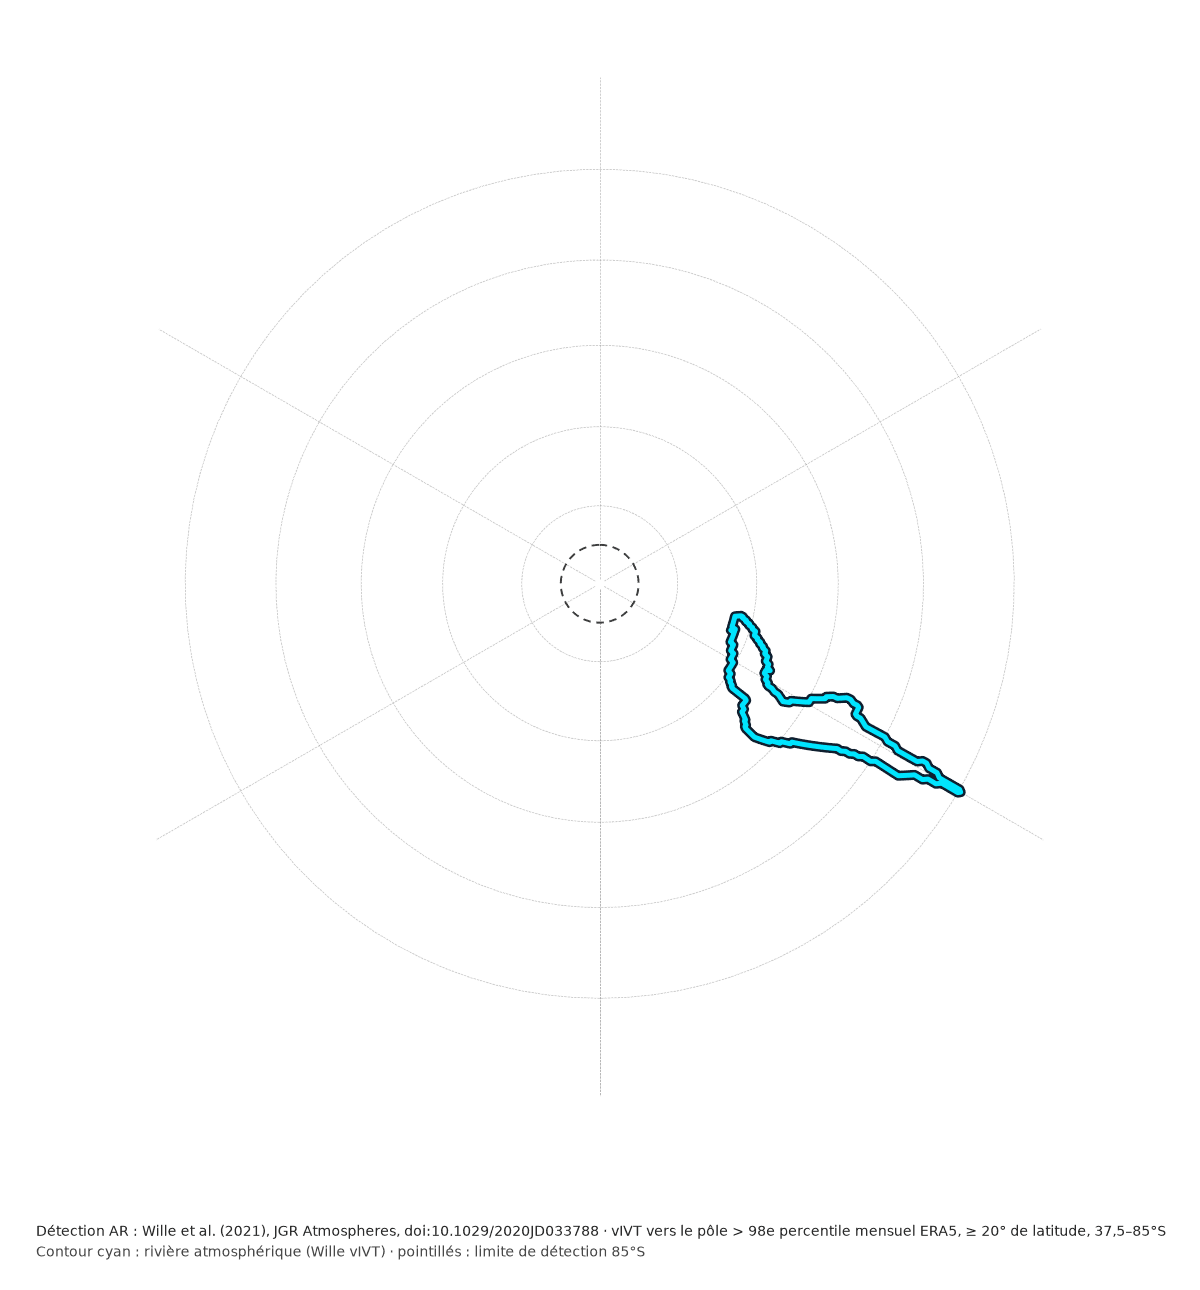 Détection AR : Wille et al. (2021), JGR Atmospheres, doi:10.1029/2020JD033788 · vIVT vers le pôle > 98e percentile mensuel ERA5, ≥ 20° de latitude, 37,5–85°S
Contour cyan : rivière atmosphérique (Wille vIVT) · pointillés : limite de détection 85°S